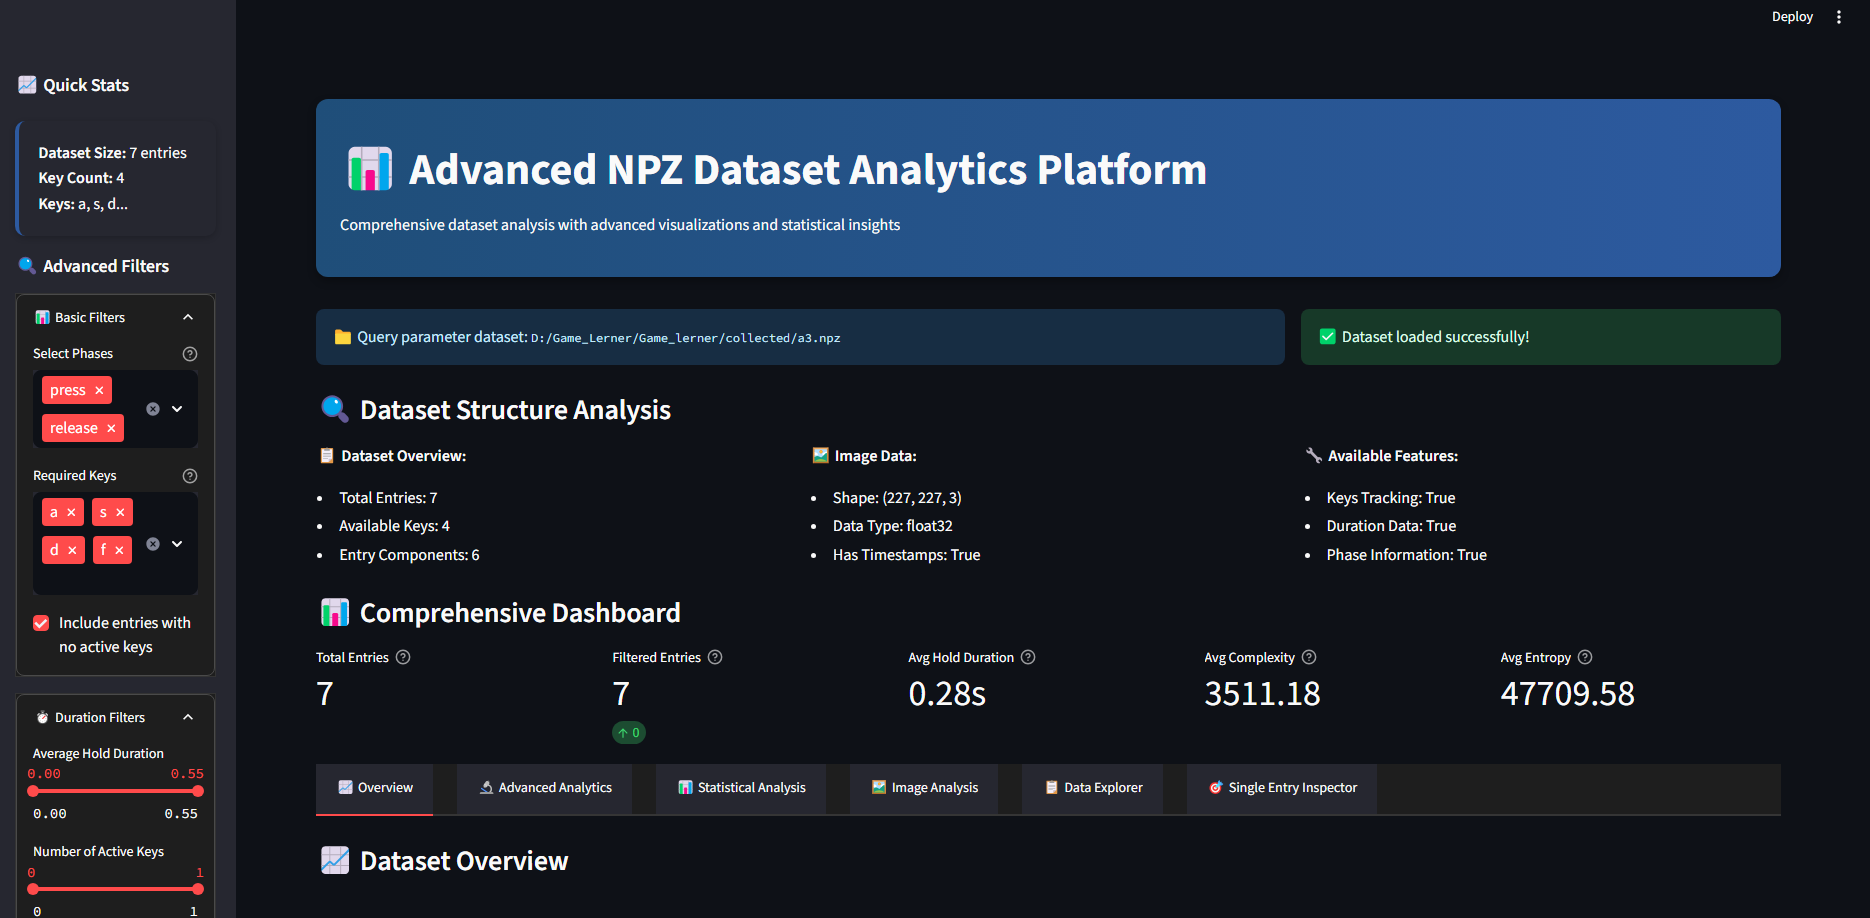 Deploy
Quick Stats
Dataset Size: 7 entries
Key Count: 4
Keys: a, s, d...
Advanced Filters
Basic Filters
Select Phases
press
release
Required Keys
a s
d f
Include entries with
no active keys
Duration Filters
Average Hold Duration
0.00 0.55
0.00 0.55
Number of Active Keys
0 1
0 1
Advanced NPZ Dataset Analytics Platform
Comprehensive dataset analysis with advanced visualizations and statistical insights
Query parameter dataset: D:/Game_Lerner/Game_lerner/collected/a3.npz
Dataset loaded successfully!
Dataset Structure Analysis
Dataset Overview:
Total Entries: 7
Available Keys: 4
Entry Components: 6
Image Data:
Shape: (227, 227, 3)
Data Type: float32
Has Timestamps: True
Available Features:
Keys Tracking: True
Duration Data: True
Phase Information: True
Comprehensive Dashboard
Total Entries
7
Filtered Entries
7
↑ 0
Avg Hold Duration
0.28s
Avg Complexity
3511.18
Avg Entropy
47709.58
Overview
Advanced Analytics
Statistical Analysis
Image Analysis
Data Explorer
Single Entry Inspector
Dataset Overview